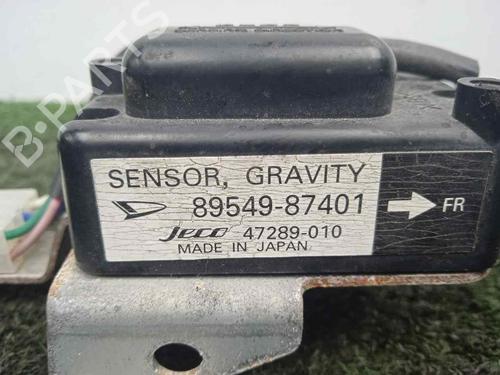 B-PARTS
SENSOR, GRAVITY
89549-87401
FR
Jeco 47289-010
MADE IN JAPAN